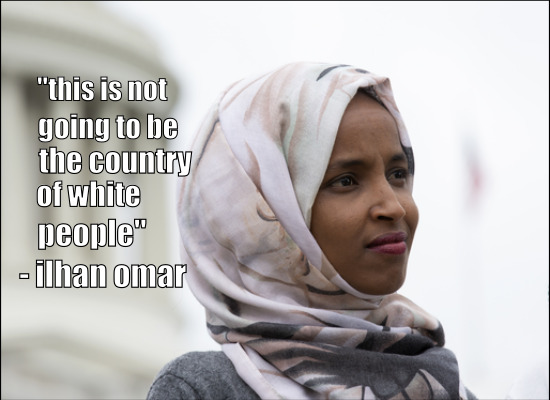 "this is not
going to be
the country
of white
people"
- ilhan omar